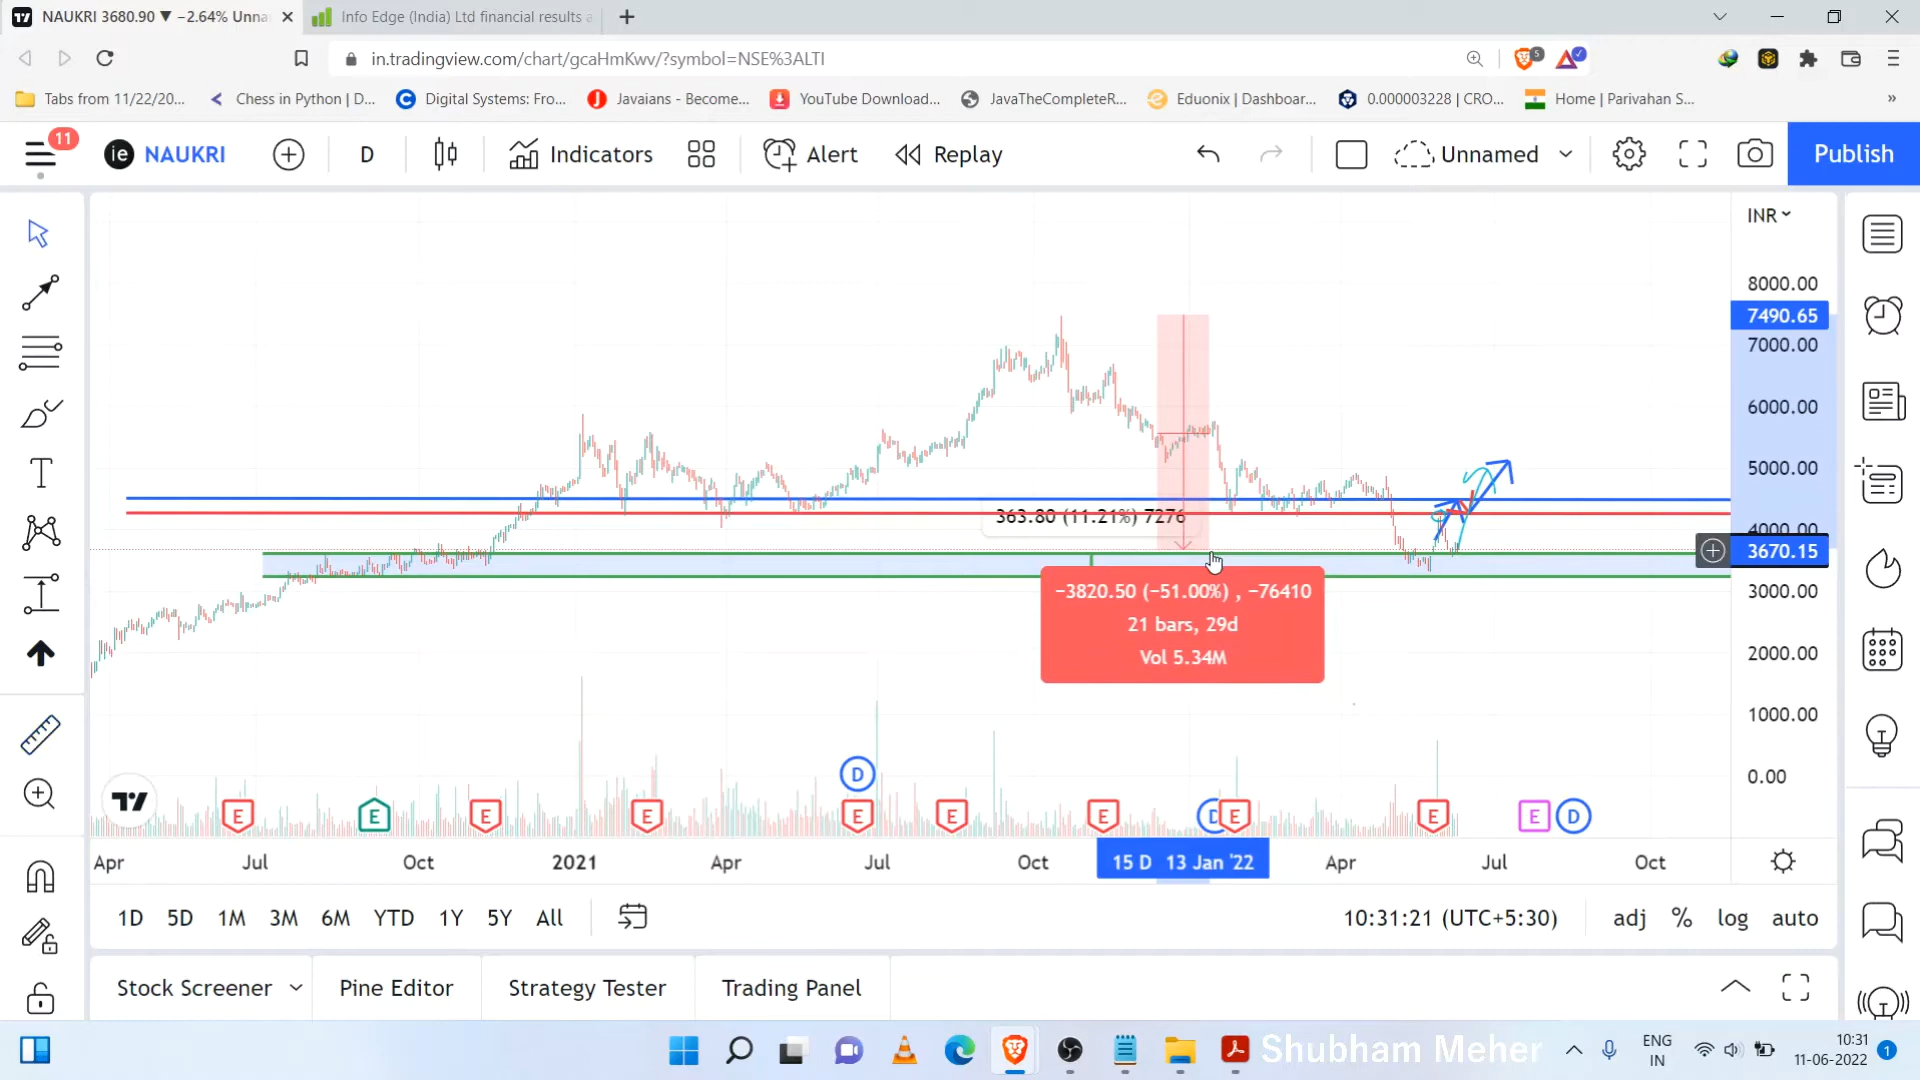 NAUKRI 3680.90 ▼ −2.64% Unna
Info Edge (India) Ltd financial results a
in.tradingview.com/chart/gcaHmKwv/?symbol=NSE%3ALTI
5
Tabs from 11/22/20...
Chess in Python | D...
Digital Systems: Fro...
Javaians - Become...
YouTube Download...
JavaTheCompleteR...
Eduonix | Dashboar...
0.000003228 | CRO...
Home | Parivahan S...
»
11
ie NAUKRI
D
Indicators
Alert
Replay
Unnamed
Publish
INR
8000.00
7490.65
7000.00
6000.00
5000.00
4000.00
3670.15
3000.00
2000.00
1000.00
0.00
363.80 (11.21%) 7276
−3820.50 (−51.00%) , −76410
21 bars, 29d
Vol 5.34M
D
E E E E E E E D E E E D
Apr Jul Oct 2021 Apr Jul Oct 15 D 13 Jan '22 Apr Jul Oct
1D 5D 1M 3M 6M YTD 1Y 5Y All
10:31:21 (UTC+5:30) adj % log auto
Stock Screener
Pine Editor
Strategy Tester
Trading Panel
Shubham Meher
ENG
IN
10:31
11-06-2022
1